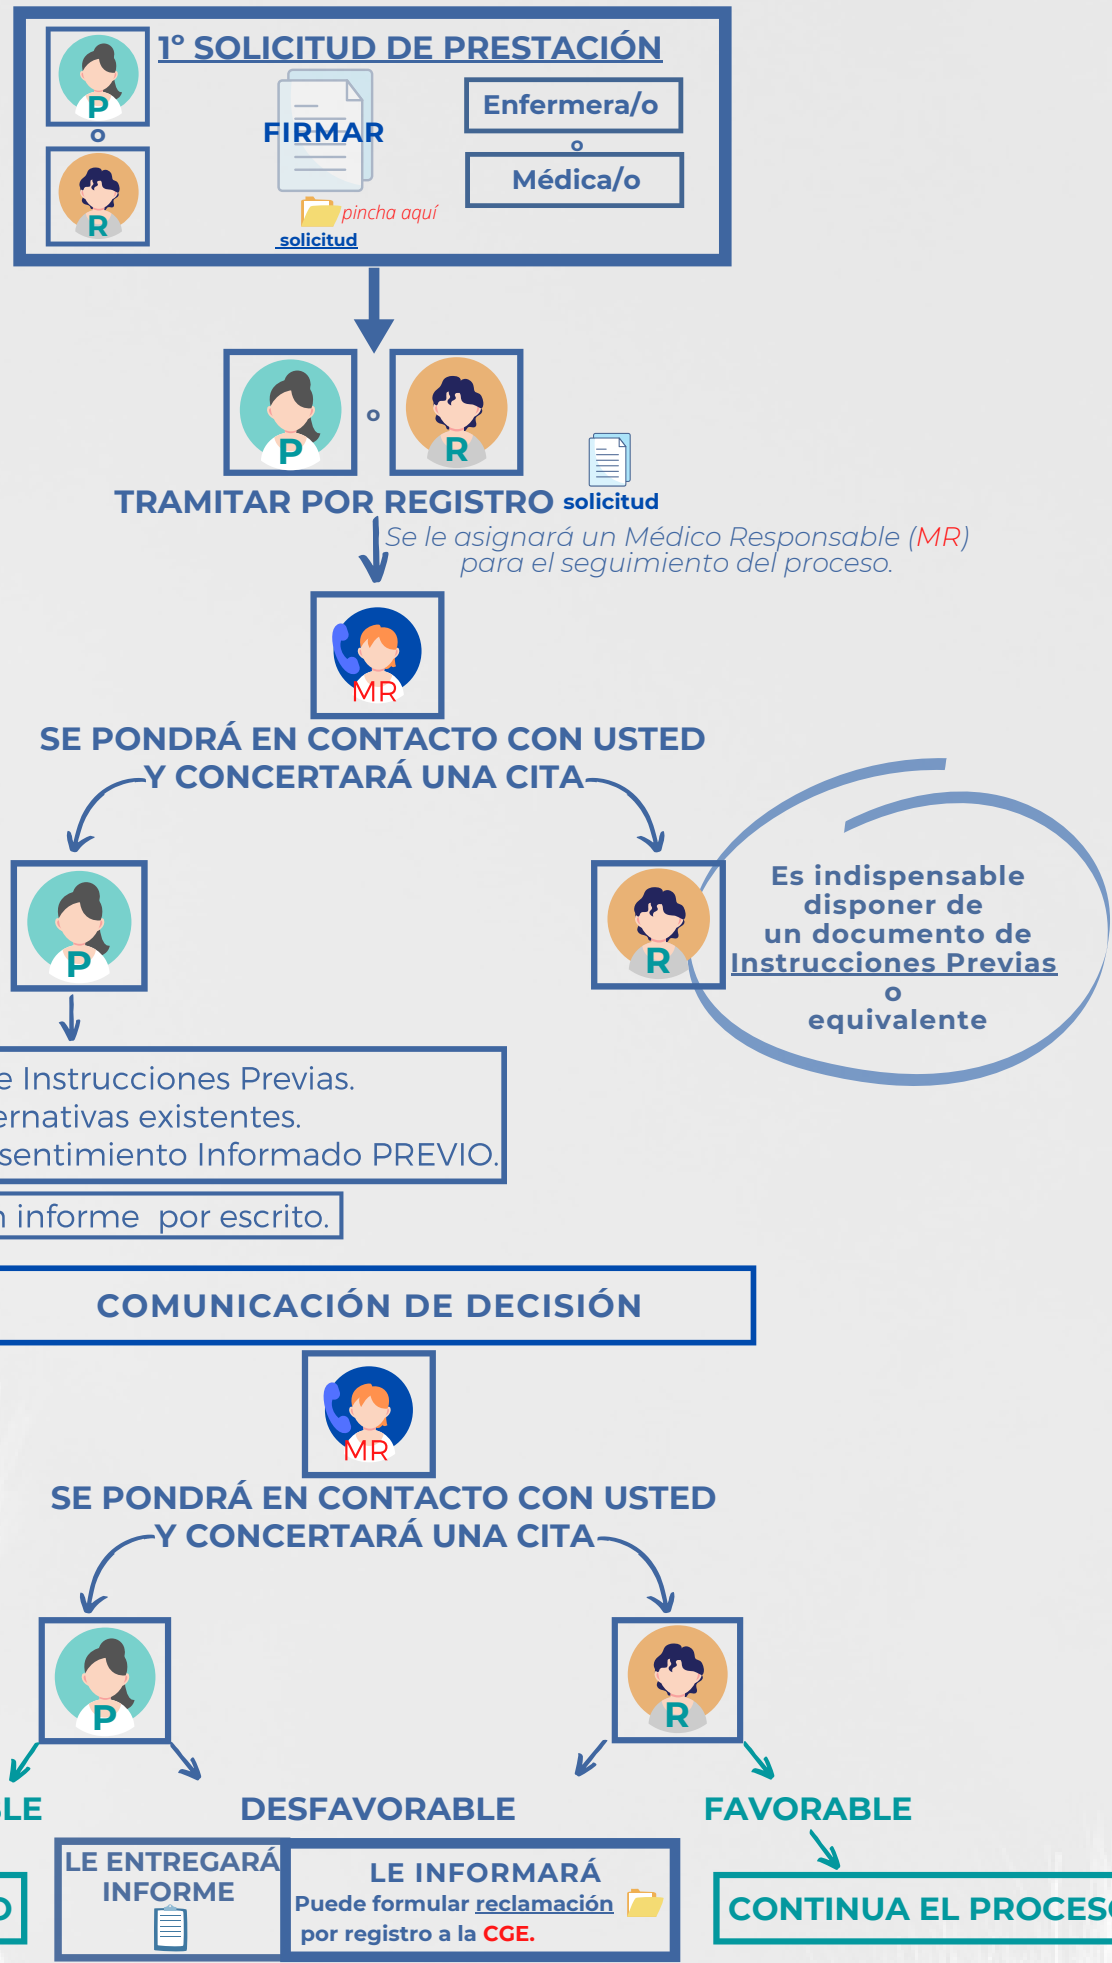 1º SOLICITUD DE PRESTACIÓN
P
o
R
FIRMAR
pincha aquí
solicitud
Enfermera/o
o
Médica/o
P
o
R
TRAMITAR POR REGISTRO
solicitud
Se le asignará un Médico Responsable (MR)
para el seguimiento del proceso.
MR
SE PONDRÁ EN CONTACTO CON USTED
Y CONCERTARÁ UNA CITA
P
R
Es indispensable
disponer de
un documento de
Instrucciones Previas
o
equivalente
e Instrucciones Previas.
ernativas existentes.
sentimiento Informado PREVIO.
n informe por escrito.
COMUNICACIÓN DE DECISIÓN
MR
SE PONDRÁ EN CONTACTO CON USTED
Y CONCERTARÁ UNA CITA
P
R
BLE
DESFAVORABLE
FAVORABLE
O
LE ENTREGARÁ
INFORME
LE INFORMARÁ
Puede formular reclamación
por registro a la CGE.
CONTINUA EL PROCESO